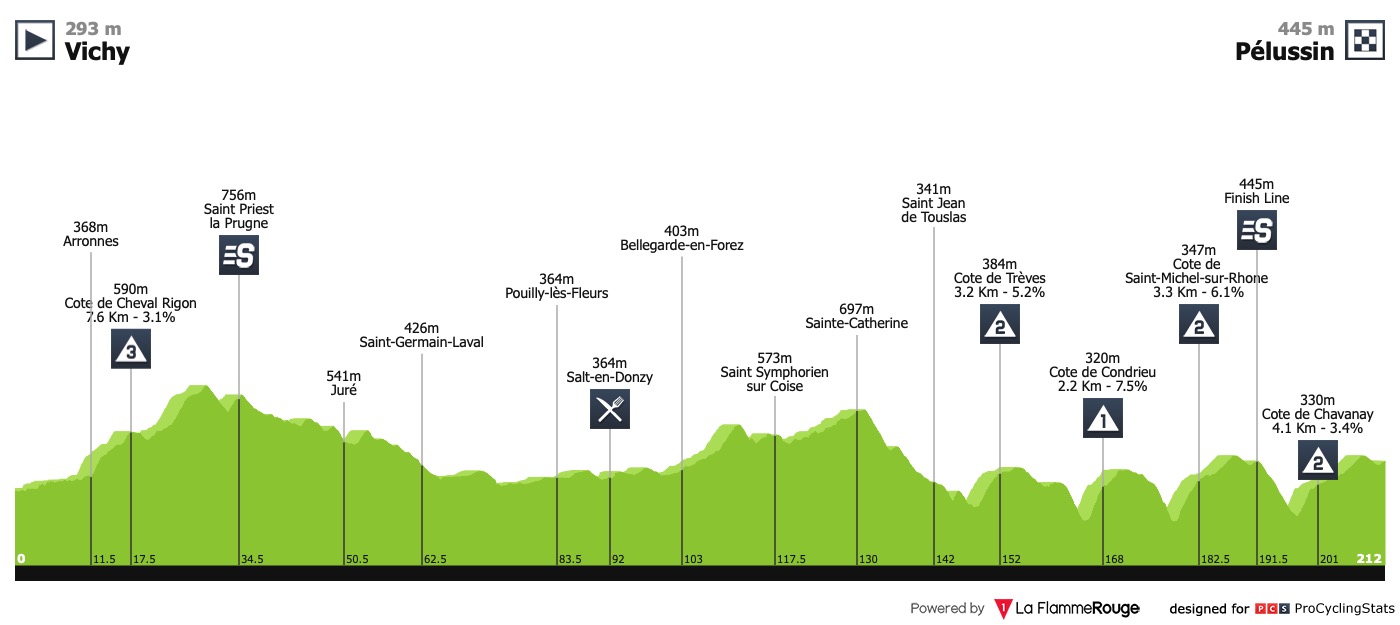 293 m
Vichy
445 m
Pélussin
368m
Arronnes
590m
Cote de Cheval Rigon
7.6 Km - 3.1%
3
756m
Saint Priest
la Prugne
S
541m
Juré
426m
Saint-Germain-Laval
364m
Pouilly-lès-Fleurs
364m
Salt-en-Donzy
403m
Bellegarde-en-Forez
573m
Saint Symphorien
sur Coise
697m
Sainte-Catherine
341m
Saint Jean
de Touslas
384m
Cote de Trèves
3.2 Km - 5.2%
2
320m
Cote de Condrieu
2.2 Km - 7.5%
1
347m
Cote de
Saint-Michel-sur-Rhone
3.3 Km - 6.1%
2
445m
Finish Line
S
330m
Cote de Chavanay
4.1 Km - 3.4%
2
0 11.5 17.5 34.5 50.5 62.5 83.5 92 103 117.5 130 142 152 168 182.5 191.5 201 212
Powered by 1 La FlammeRouge designed for PCS ProCyclingStats